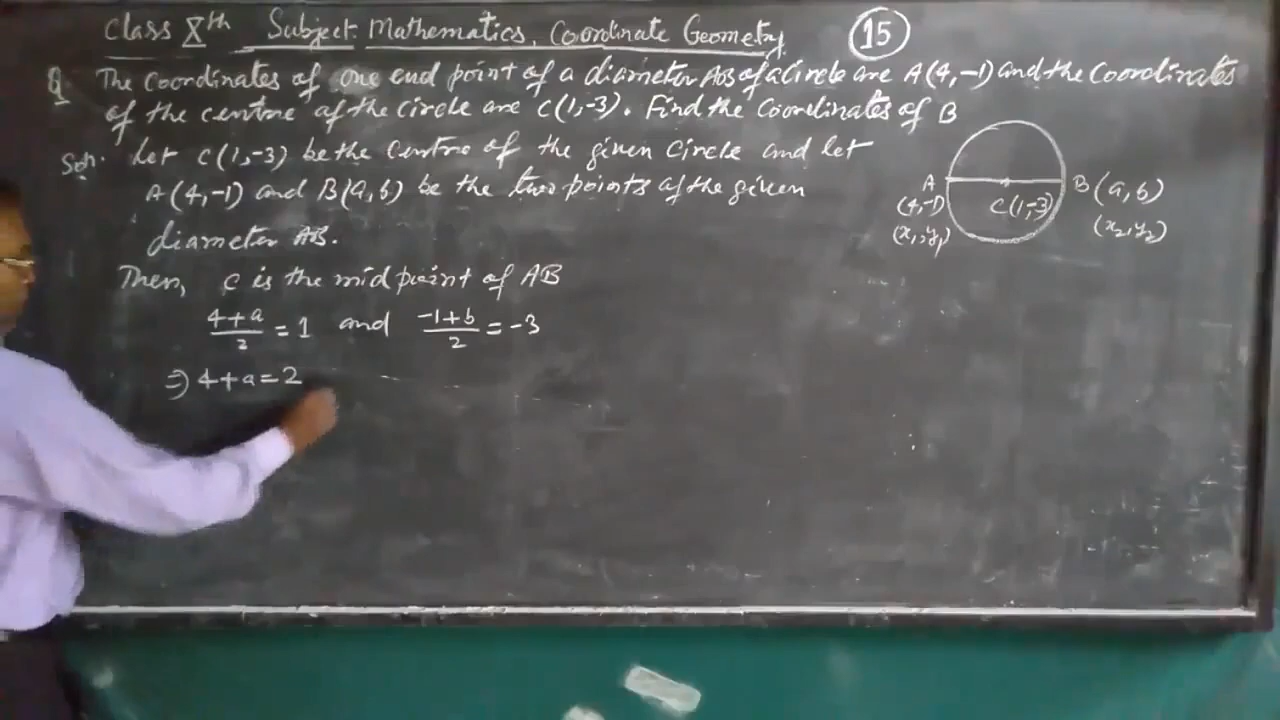 Class Xth Subject: Mathematics, Coordinate Geometry 15
Q. The Coordinates of one end point of a diameter AB of a Circle are A(4,-1) and the Coordinates
of the centre of the circle are C(1,-3). Find the Coordinates of B
Soln. Let C(1,-3) be the Centre of the given Circle and let
A(4,-1) and B(a,b) be the two points of the given
diameter AB.
Then, C is the mid point of AB
4+a/2 = 1 and -1+b/2 = -3
⇒ 4+a=2
A
(4,-1)
(x1,y1)
C(1,-3)
B(a,b)
(x2,y2)